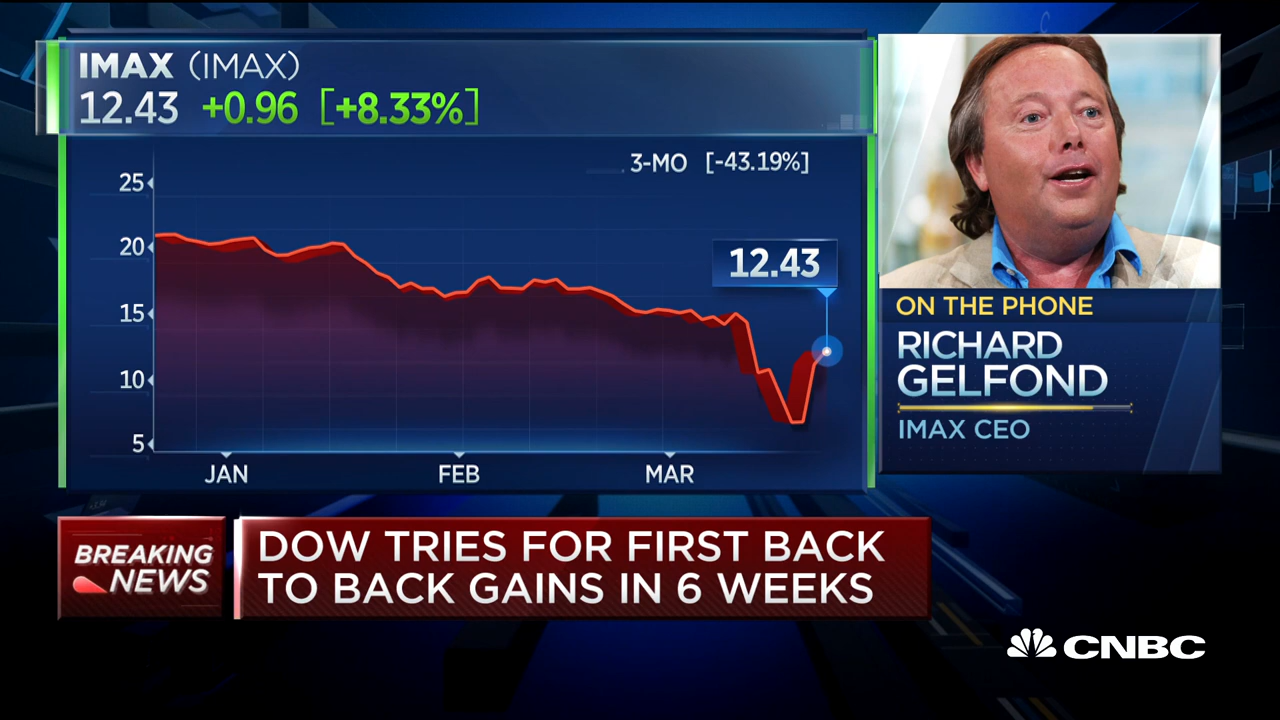 IMAX (IMAX)
12.43 +0.96 [+8.33%]
3-MO [-43.19%]
25
20
15
10
5
12.43
JAN FEB MAR
ON THE PHONE
RICHARD
GELFOND
IMAX CEO
BREAKING
NEWS
DOW TRIES FOR FIRST BACK
TO BACK GAINS IN 6 WEEKS
CNBC